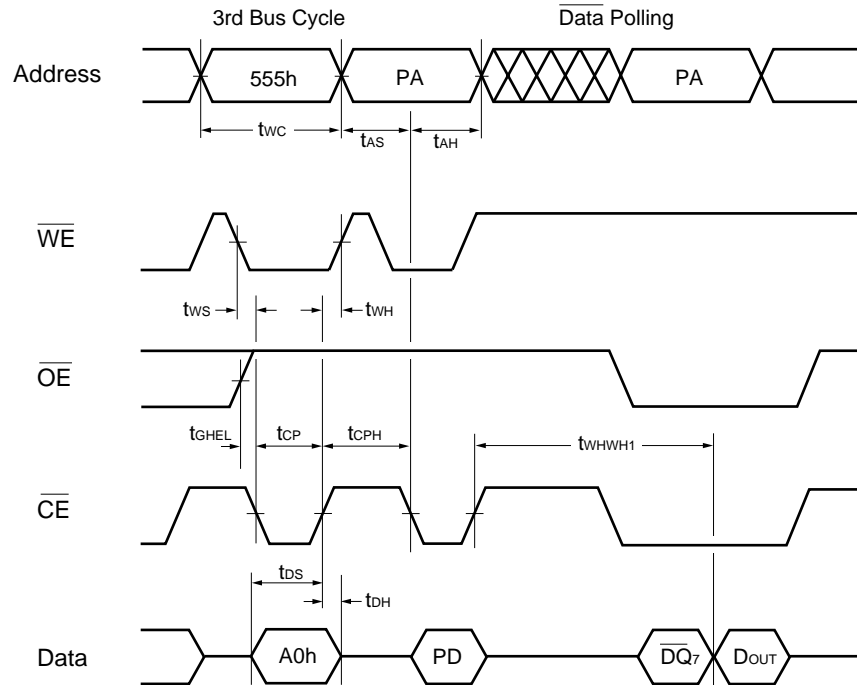 3rd Bus Cycle
Data Polling
Address
555h
PA
PA
tWC
tAS
tAH
WE
tWS
tWH
OE
tGHEL
tCP
tCPH
tWHWH1
CE
tDS
tDH
Data
A0h
PD
DQ7
DOUT